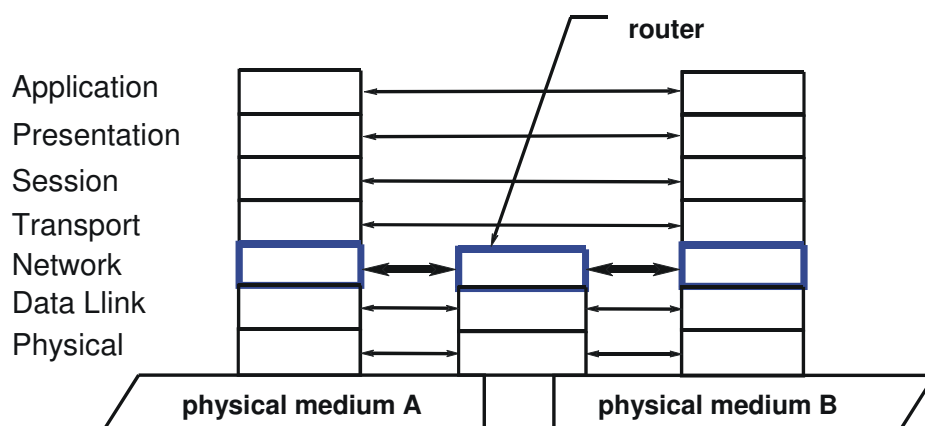 router
Application
Presentation
Session
Transport
Network
Data Llink
Physical
physical medium A
physical medium B